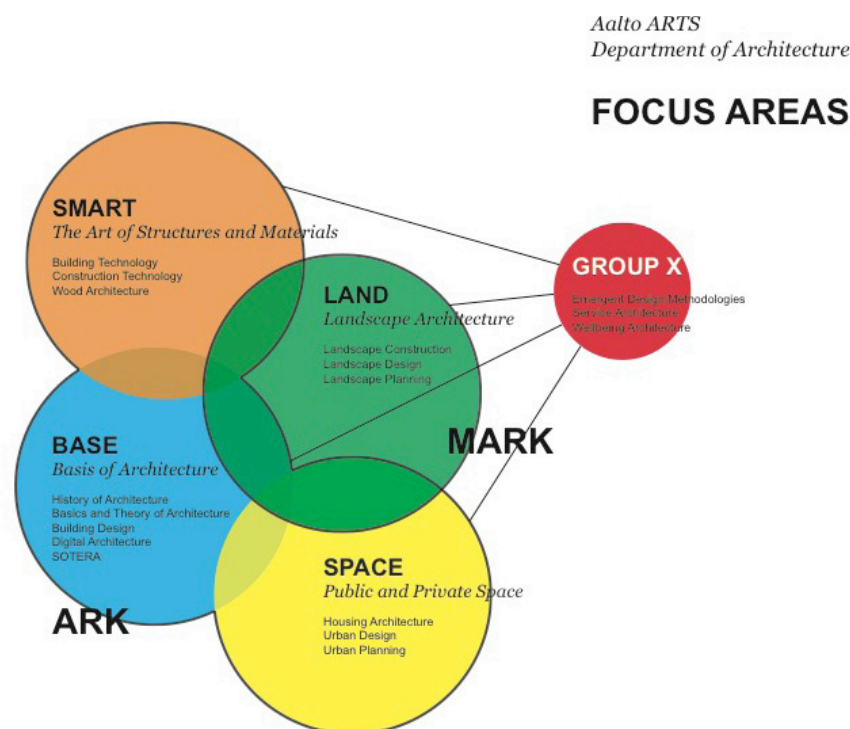 Aalto ARTS
Department of Architecture
FOCUS AREAS
SMART
The Art of Structures and Materials
Building Technology
Construction Technology
Wood Architecture
GROUP X
Emergent Design Methodologies
Service Architecture
Wellbeing Architecture
LAND
Landscape Architecture
Landscape Construction
Landscape Design
Landscape Planning
MARK
BASE
Basis of Architecture
History of Architecture
Basics and Theory of Architecture
Building Design
Digital Architecture
SOTERA
ARK
SPACE
Public and Private Space
Housing Architecture
Urban Design
Urban Planning